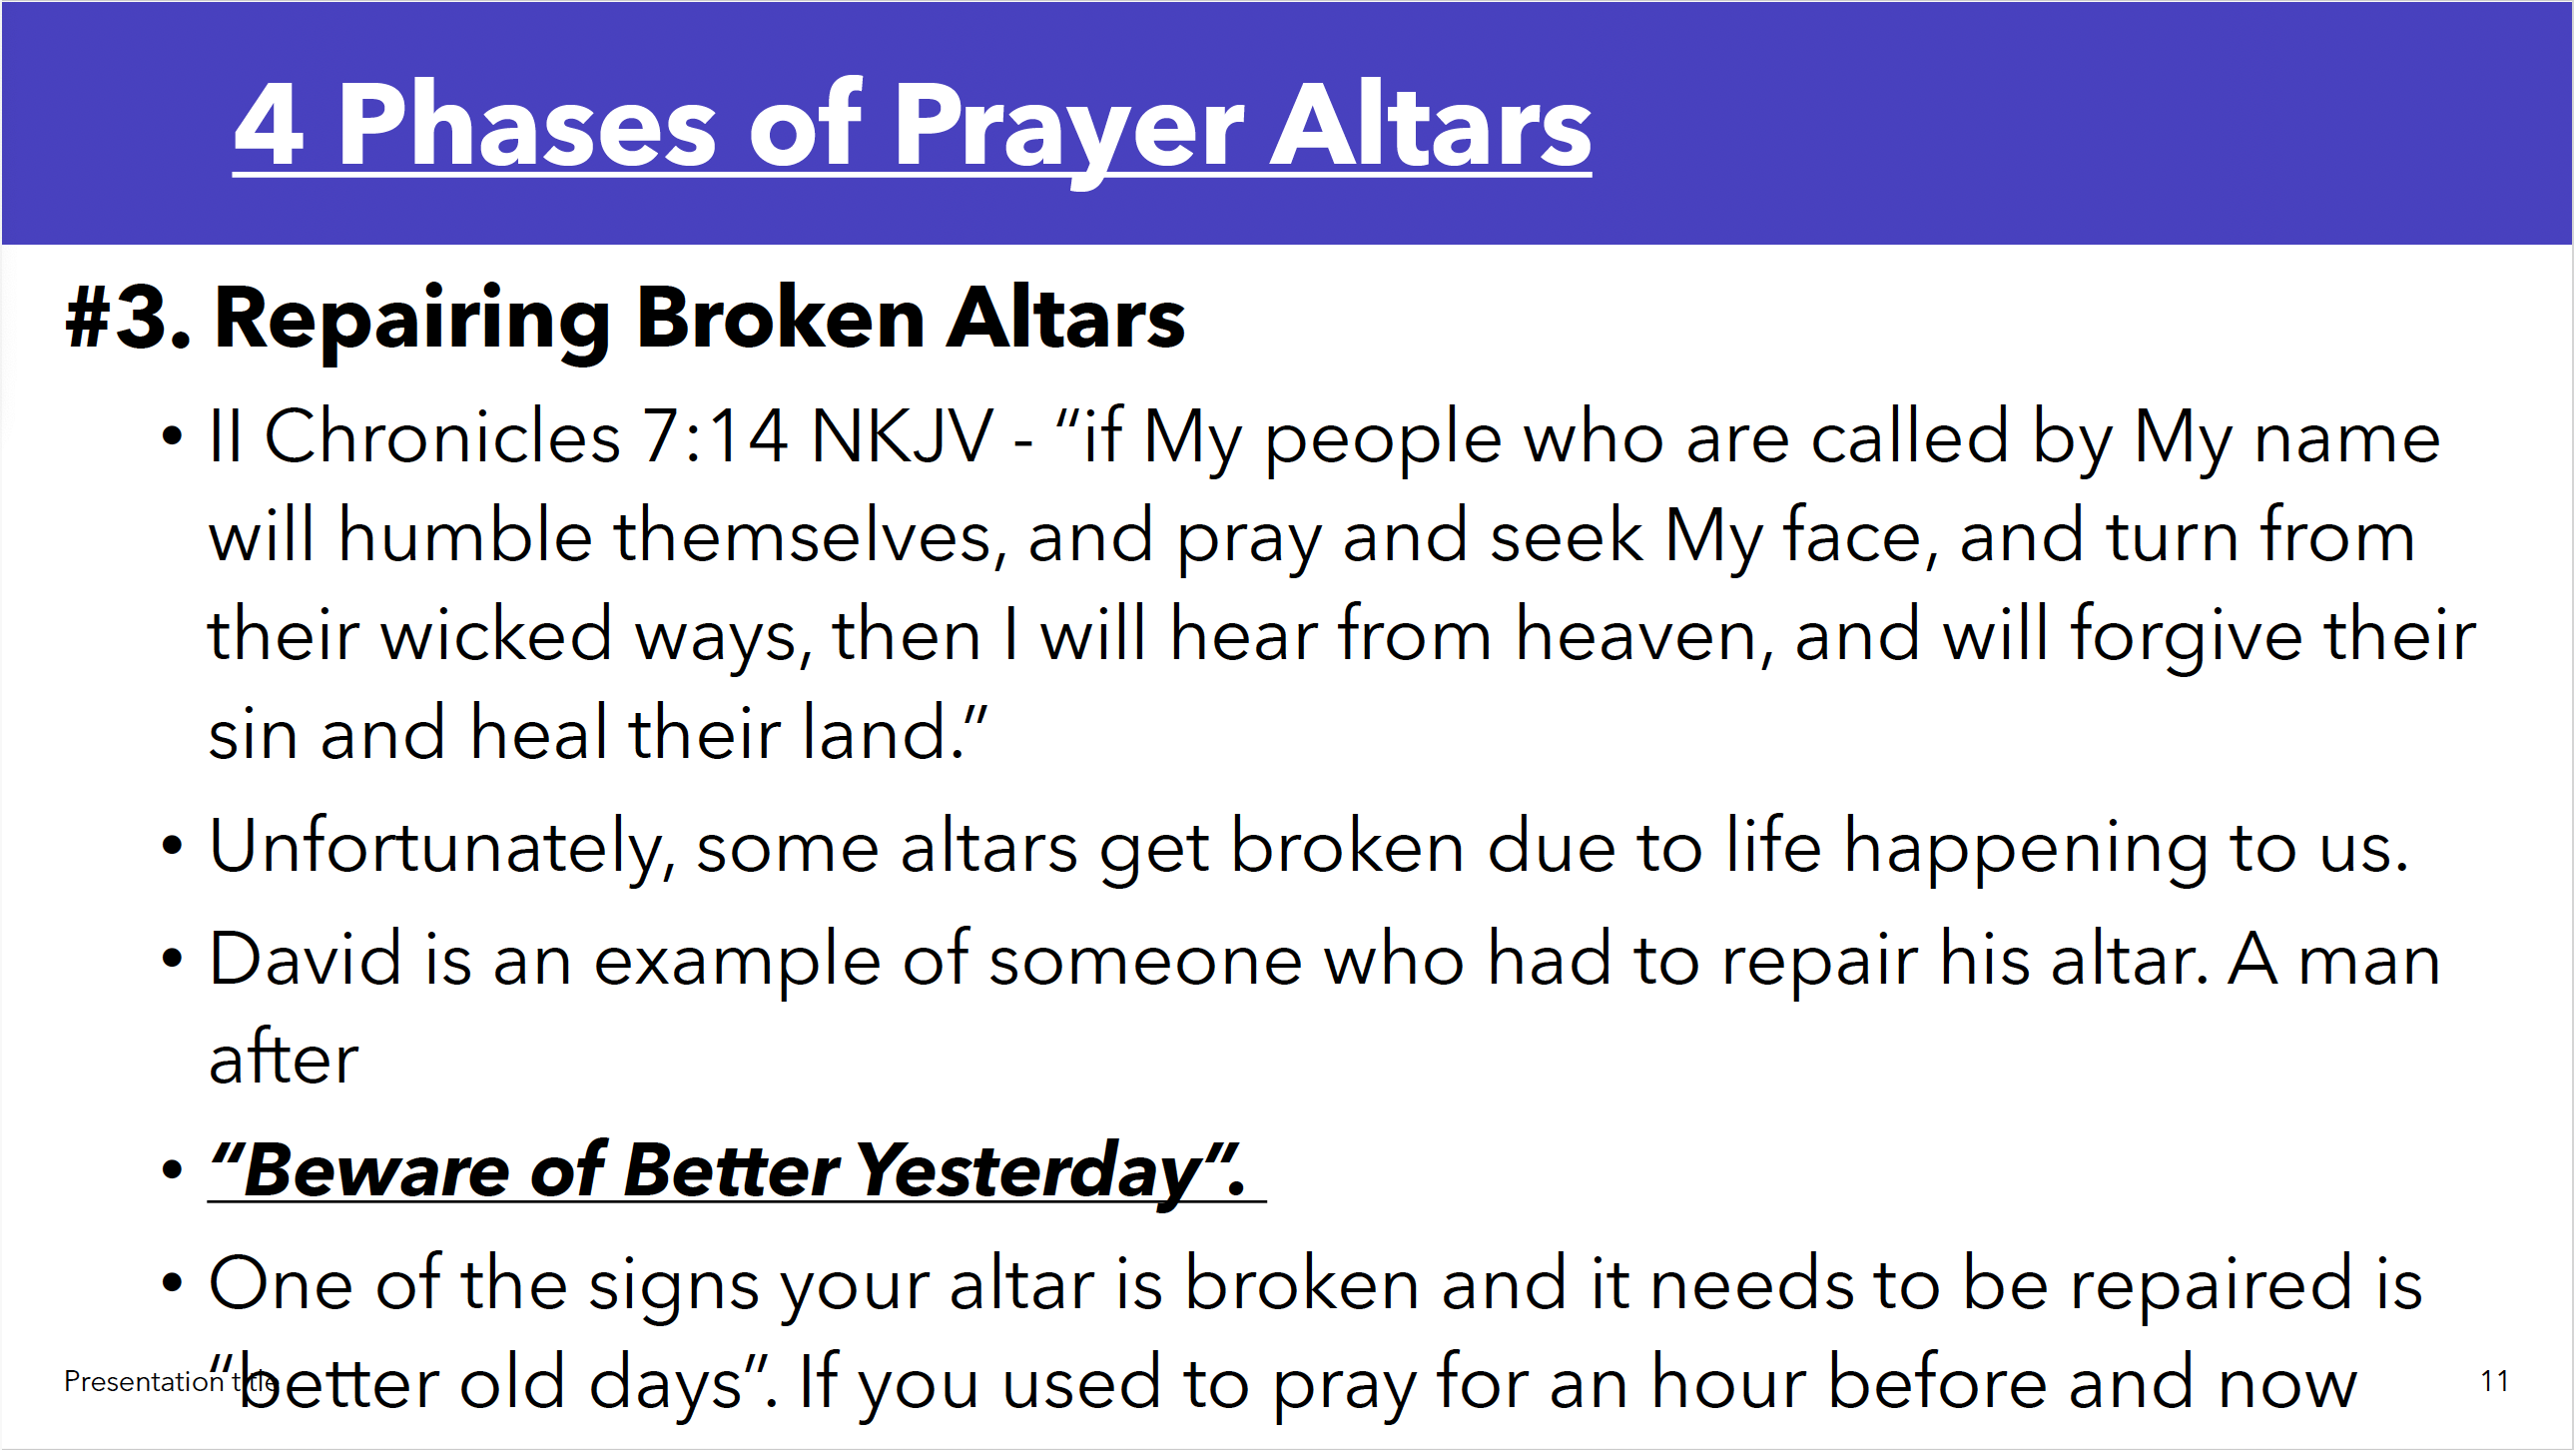 4 Phases of Prayer Altars
#3. Repairing Broken Altars
• II Chronicles 7:14 NKJV - “if My people who are called by My name
will humble themselves, and pray and seek My face, and turn from
their wicked ways, then I will hear from heaven, and will forgive their
sin and heal their land.”
• Unfortunately, some altars get broken due to life happening to us.
• David is an example of someone who had to repair his altar. A man
after
• “Beware of Better Yesterday”.
• One of the signs your altar is broken and it needs to be repaired is
“better old days”. If you used to pray for an hour before and now
Presentation title
11